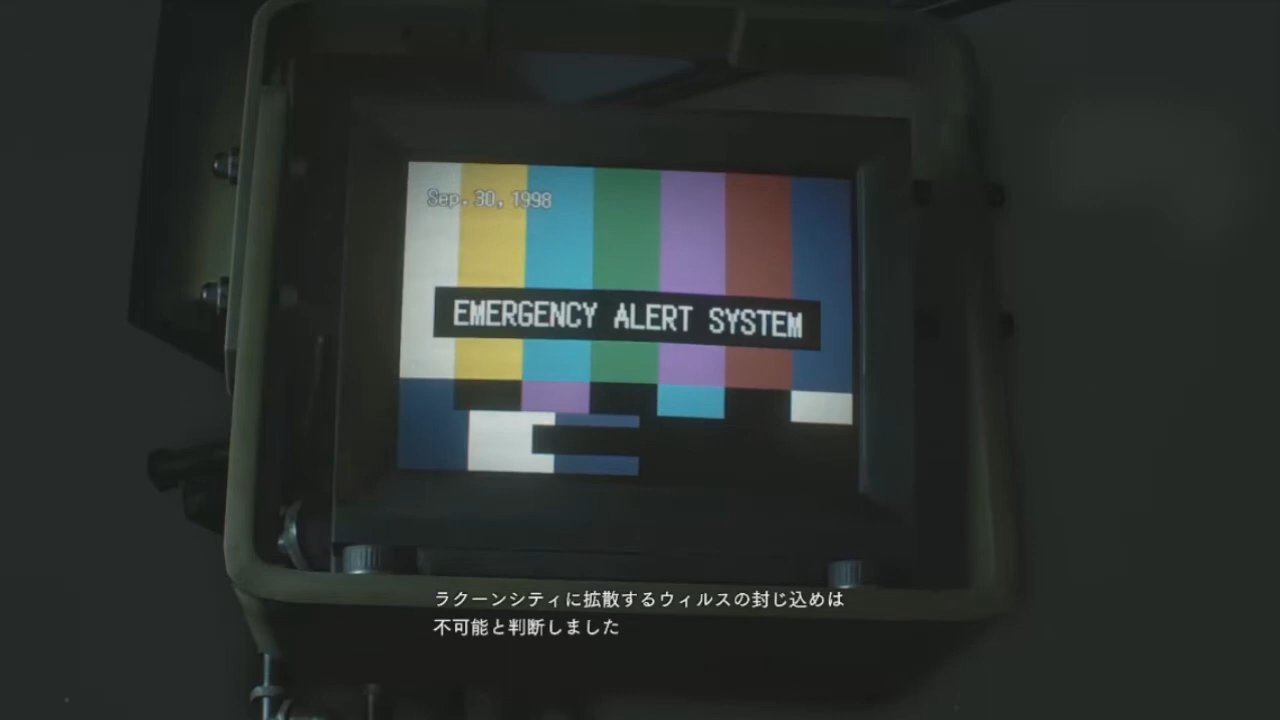 Sep. 30, 1998
EMERGENCY ALERT SYSTEM
ラクーンシティに拡散するウィルスの封じ込めは
不可能と判断しました